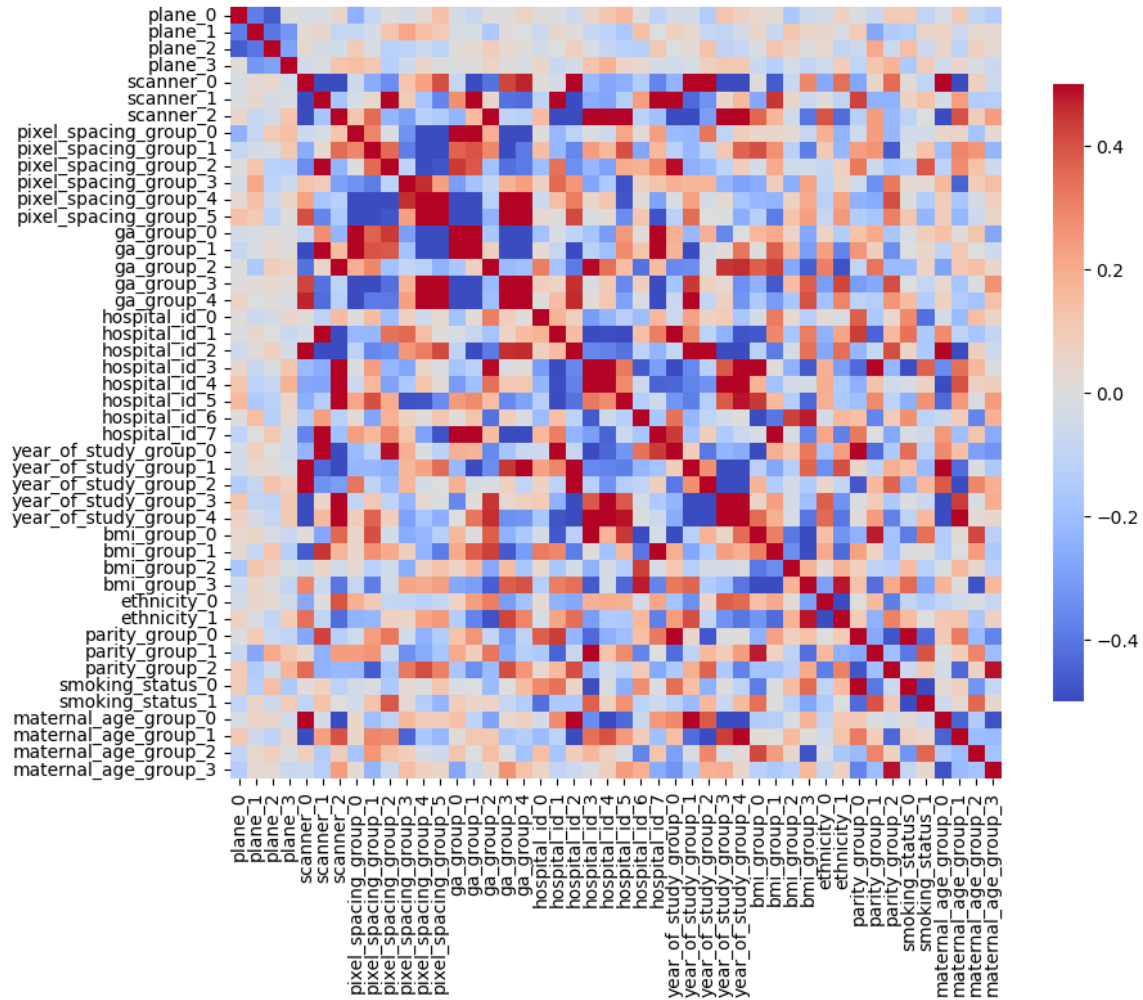 plane_0
plane_1
plane_2
plane_3
scanner_0
scanner_1
scanner_2
pixel_spacing_group_0
pixel_spacing_group_1
pixel_spacing_group_2
pixel_spacing_group_3
pixel_spacing_group_4
pixel_spacing_group_5
ga_group_0
ga_group_1
ga_group_2
ga_group_3
ga_group_4
hospital_id_0
hospital_id_1
hospital_id_2
hospital_id_3
hospital_id_4
hospital_id_5
hospital_id_6
hospital_id_7
year_of_study_group_0
year_of_study_group_1
year_of_study_group_2
year_of_study_group_3
year_of_study_group_4
bmi_group_0
bmi_group_1
bmi_group_2
bmi_group_3
ethnicity_0
ethnicity_1
parity_group_0
parity_group_1
parity_group_2
smoking_status_0
smoking_status_1
maternal_age_group_0
maternal_age_group_1
maternal_age_group_2
maternal_age_group_3
plane_0
plane_1
plane_2
plane_3
scanner_0
scanner_1
scanner_2
pixel_spacing_group_0
pixel_spacing_group_1
pixel_spacing_group_2
pixel_spacing_group_3
pixel_spacing_group_4
pixel_spacing_group_5
ga_group_0
ga_group_1
ga_group_2
ga_group_3
ga_group_4
hospital_id_0
hospital_id_1
hospital_id_2
hospital_id_3
hospital_id_4
hospital_id_5
hospital_id_6
hospital_id_7
year_of_study_group_0
year_of_study_group_1
year_of_study_group_2
year_of_study_group_3
year_of_study_group_4
bmi_group_0
bmi_group_1
bmi_group_2
bmi_group_3
ethnicity_0
ethnicity_1
parity_group_0
parity_group_1
parity_group_2
smoking_status_0
smoking_status_1
maternal_age_group_0
maternal_age_group_1
maternal_age_group_2
maternal_age_group_3
0.4
0.2
0.0
−0.2
−0.4